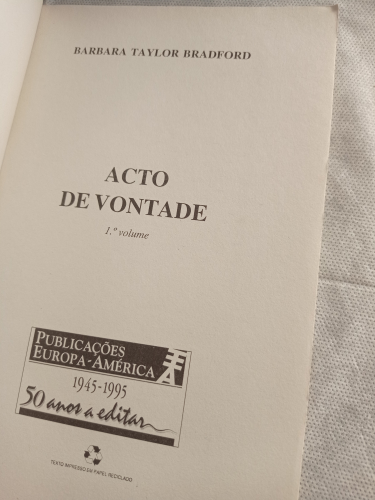 BARBARA TAYLOR BRADFORD
ACTO
DE VONTADE
1.º volume
PUBLICAÇÕES
EUROPA-AMÉRICA
1945-1995
50 anos a editar
TEXTO IMPRESSO EM PAPEL RECICLADO